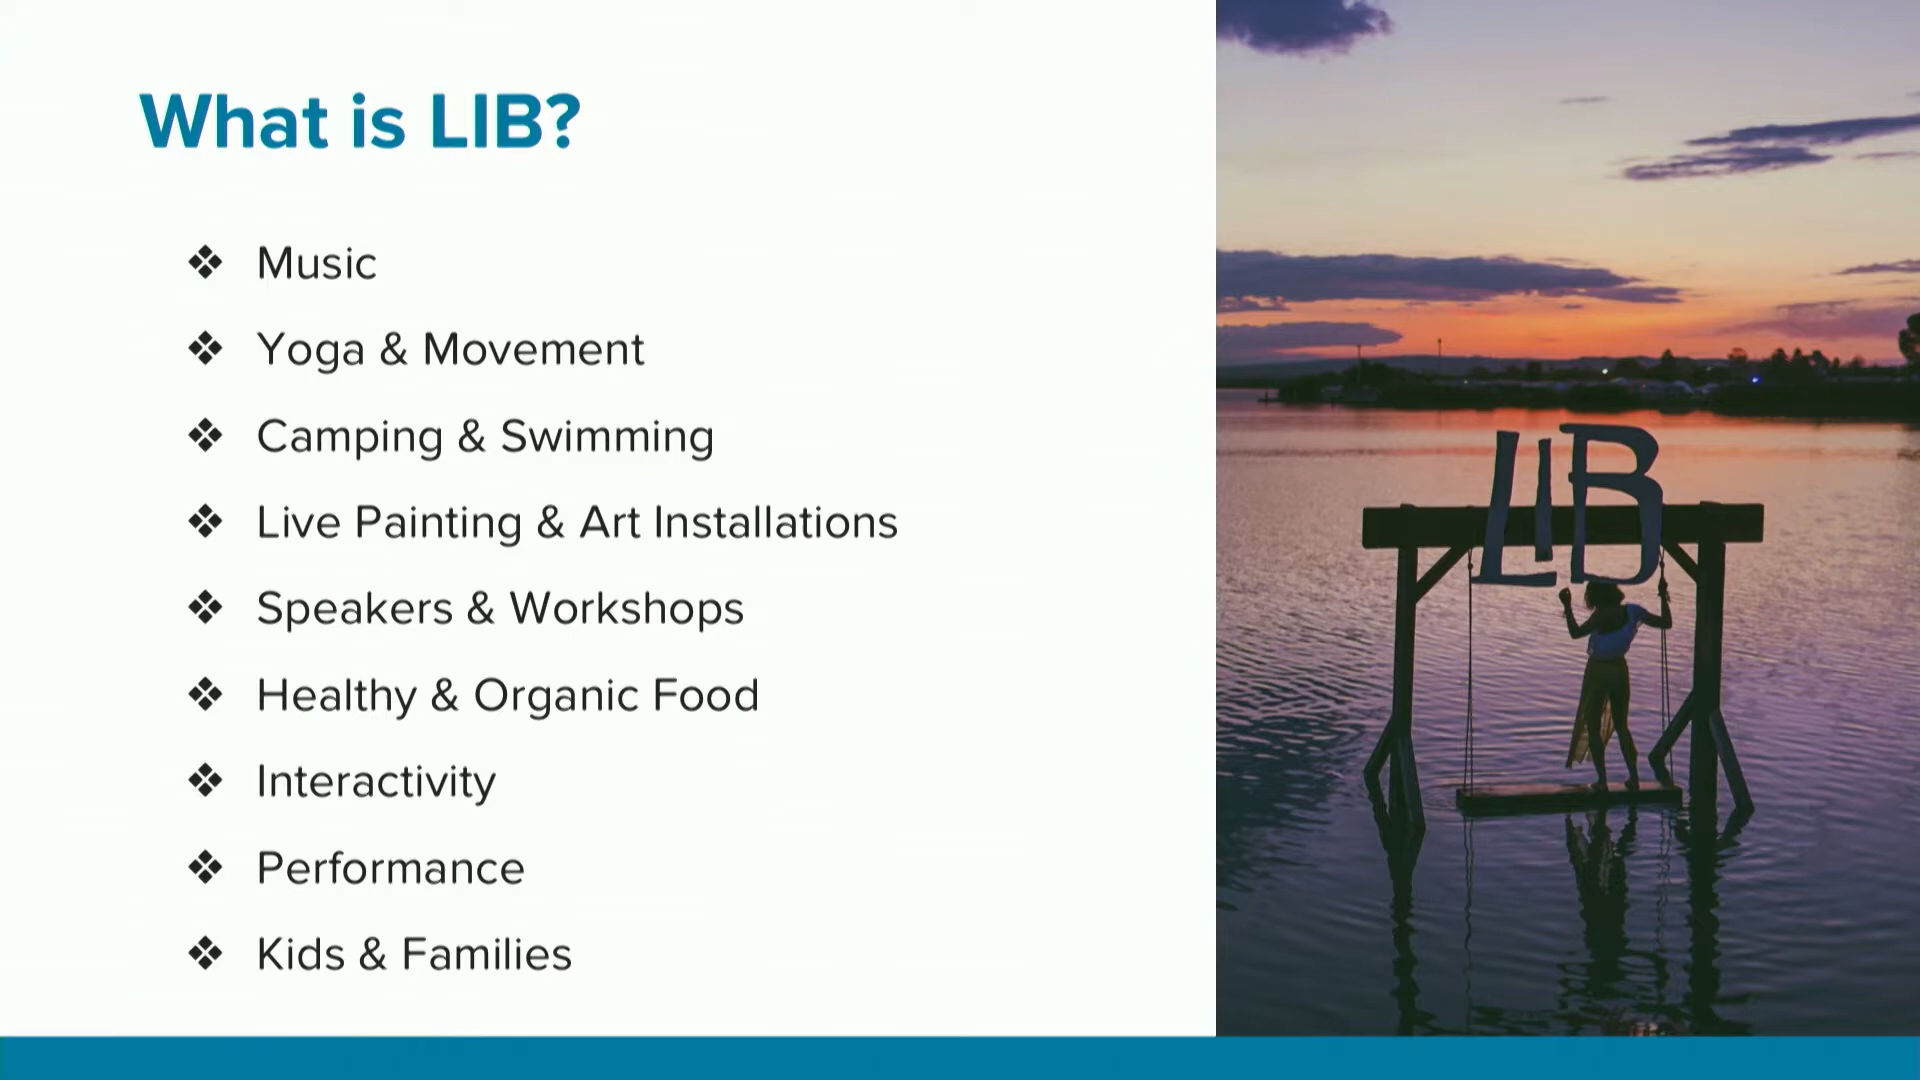 What is LIB?
❖ Music
❖ Yoga & Movement
❖ Camping & Swimming
❖ Live Painting & Art Installations
❖ Speakers & Workshops
❖ Healthy & Organic Food
❖ Interactivity
❖ Performance
❖ Kids & Families
LIB